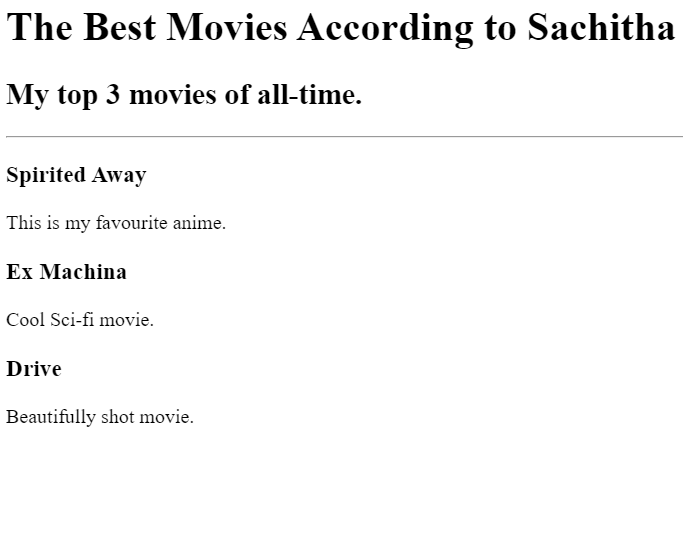 The Best Movies According to Sachitha
My top 3 movies of all-time.
Spirited Away
This is my favourite anime.
Ex Machina
Cool Sci-fi movie.
Drive
Beautifully shot movie.